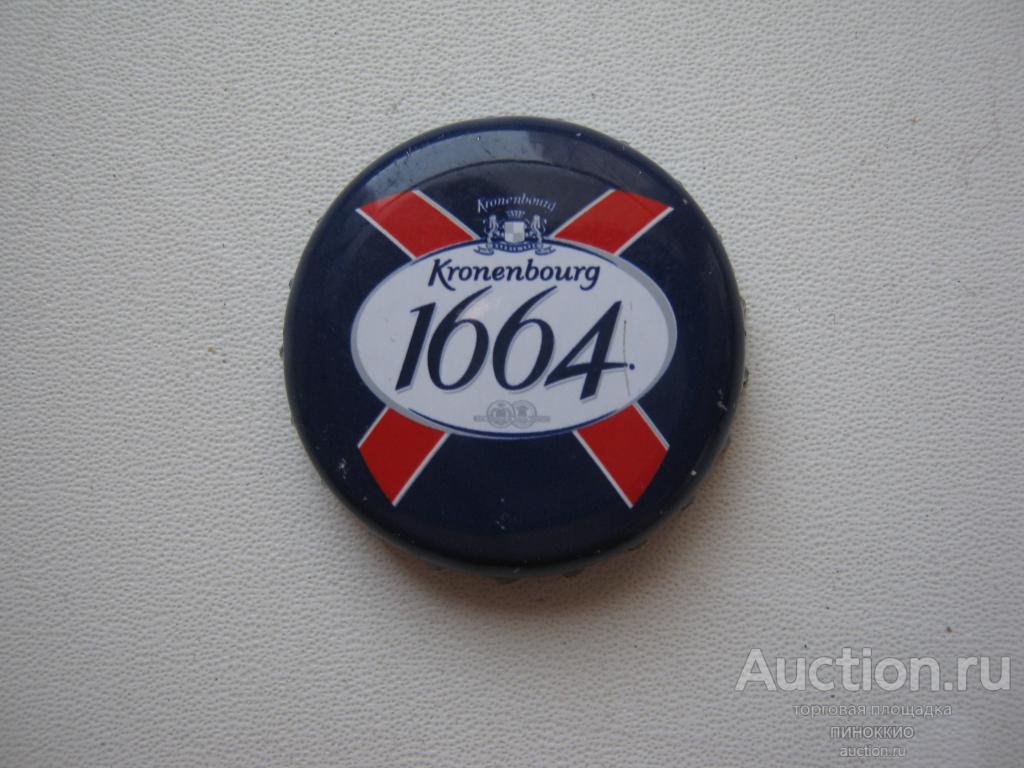 Kronenbourg
Kronenbourg
1664.
Auction.ru
торговая площадка
ПИНОККИО
auction.ru